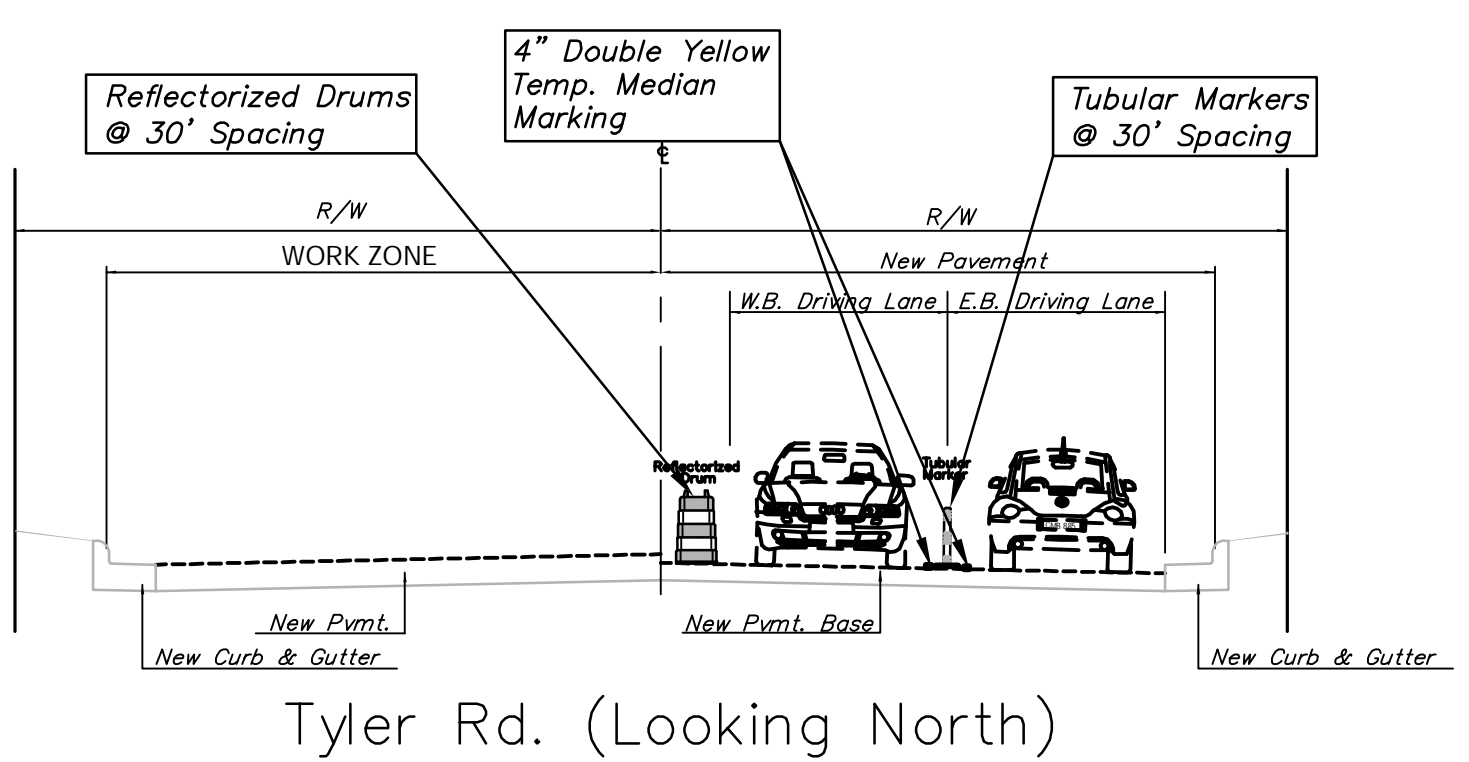 4” Double Yellow
Temp. Median
Marking
Reflectorized Drums
@ 30’ Spacing
Tubular Markers
@ 30’ Spacing
℄
R/W
R/W
WORK ZONE
New Pavement
W.B. Driving Lane
E.B. Driving Lane
Reflectorized
Drum
Tubular
Marker
New Pvmt.
New Pvmt. Base
New Curb & Gutter
New Curb & Gutter
Tyler Rd. (Looking North)